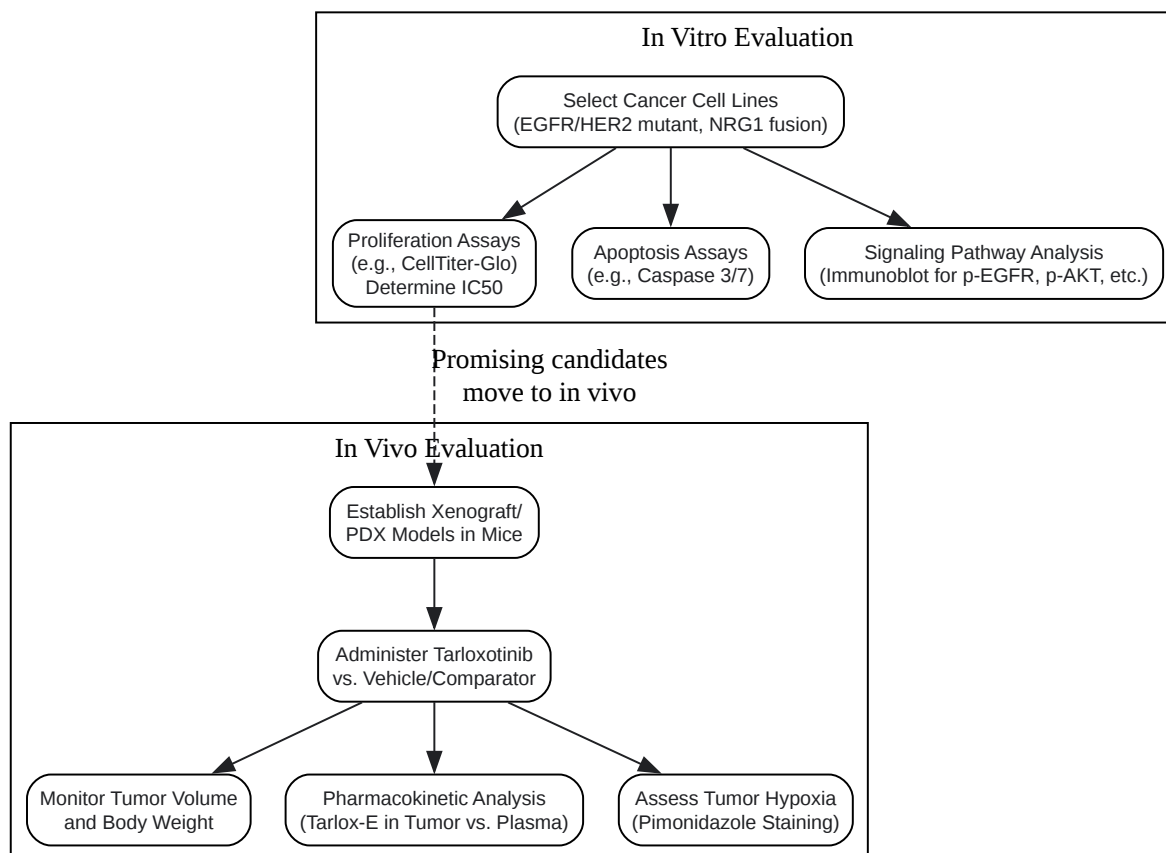 In Vitro Evaluation
Select Cancer Cell Lines
(EGFR/HER2 mutant, NRG1 fusion)
Proliferation Assays
(e.g., CellTiter-Glo)
Determine IC50
Apoptosis Assays
(e.g., Caspase 3/7)
Signaling Pathway Analysis
(Immunoblot for p-EGFR, p-AKT, etc.)
Promising candidates
move to in vivo
In Vivo Evaluation
Establish Xenograft/
PDX Models in Mice
Administer Tarloxotinib
vs. Vehicle/Comparator
Monitor Tumor Volume
and Body Weight
Pharmacokinetic Analysis
(Tarlox-E in Tumor vs. Plasma)
Assess Tumor Hypoxia
(Pimonidazole Staining)